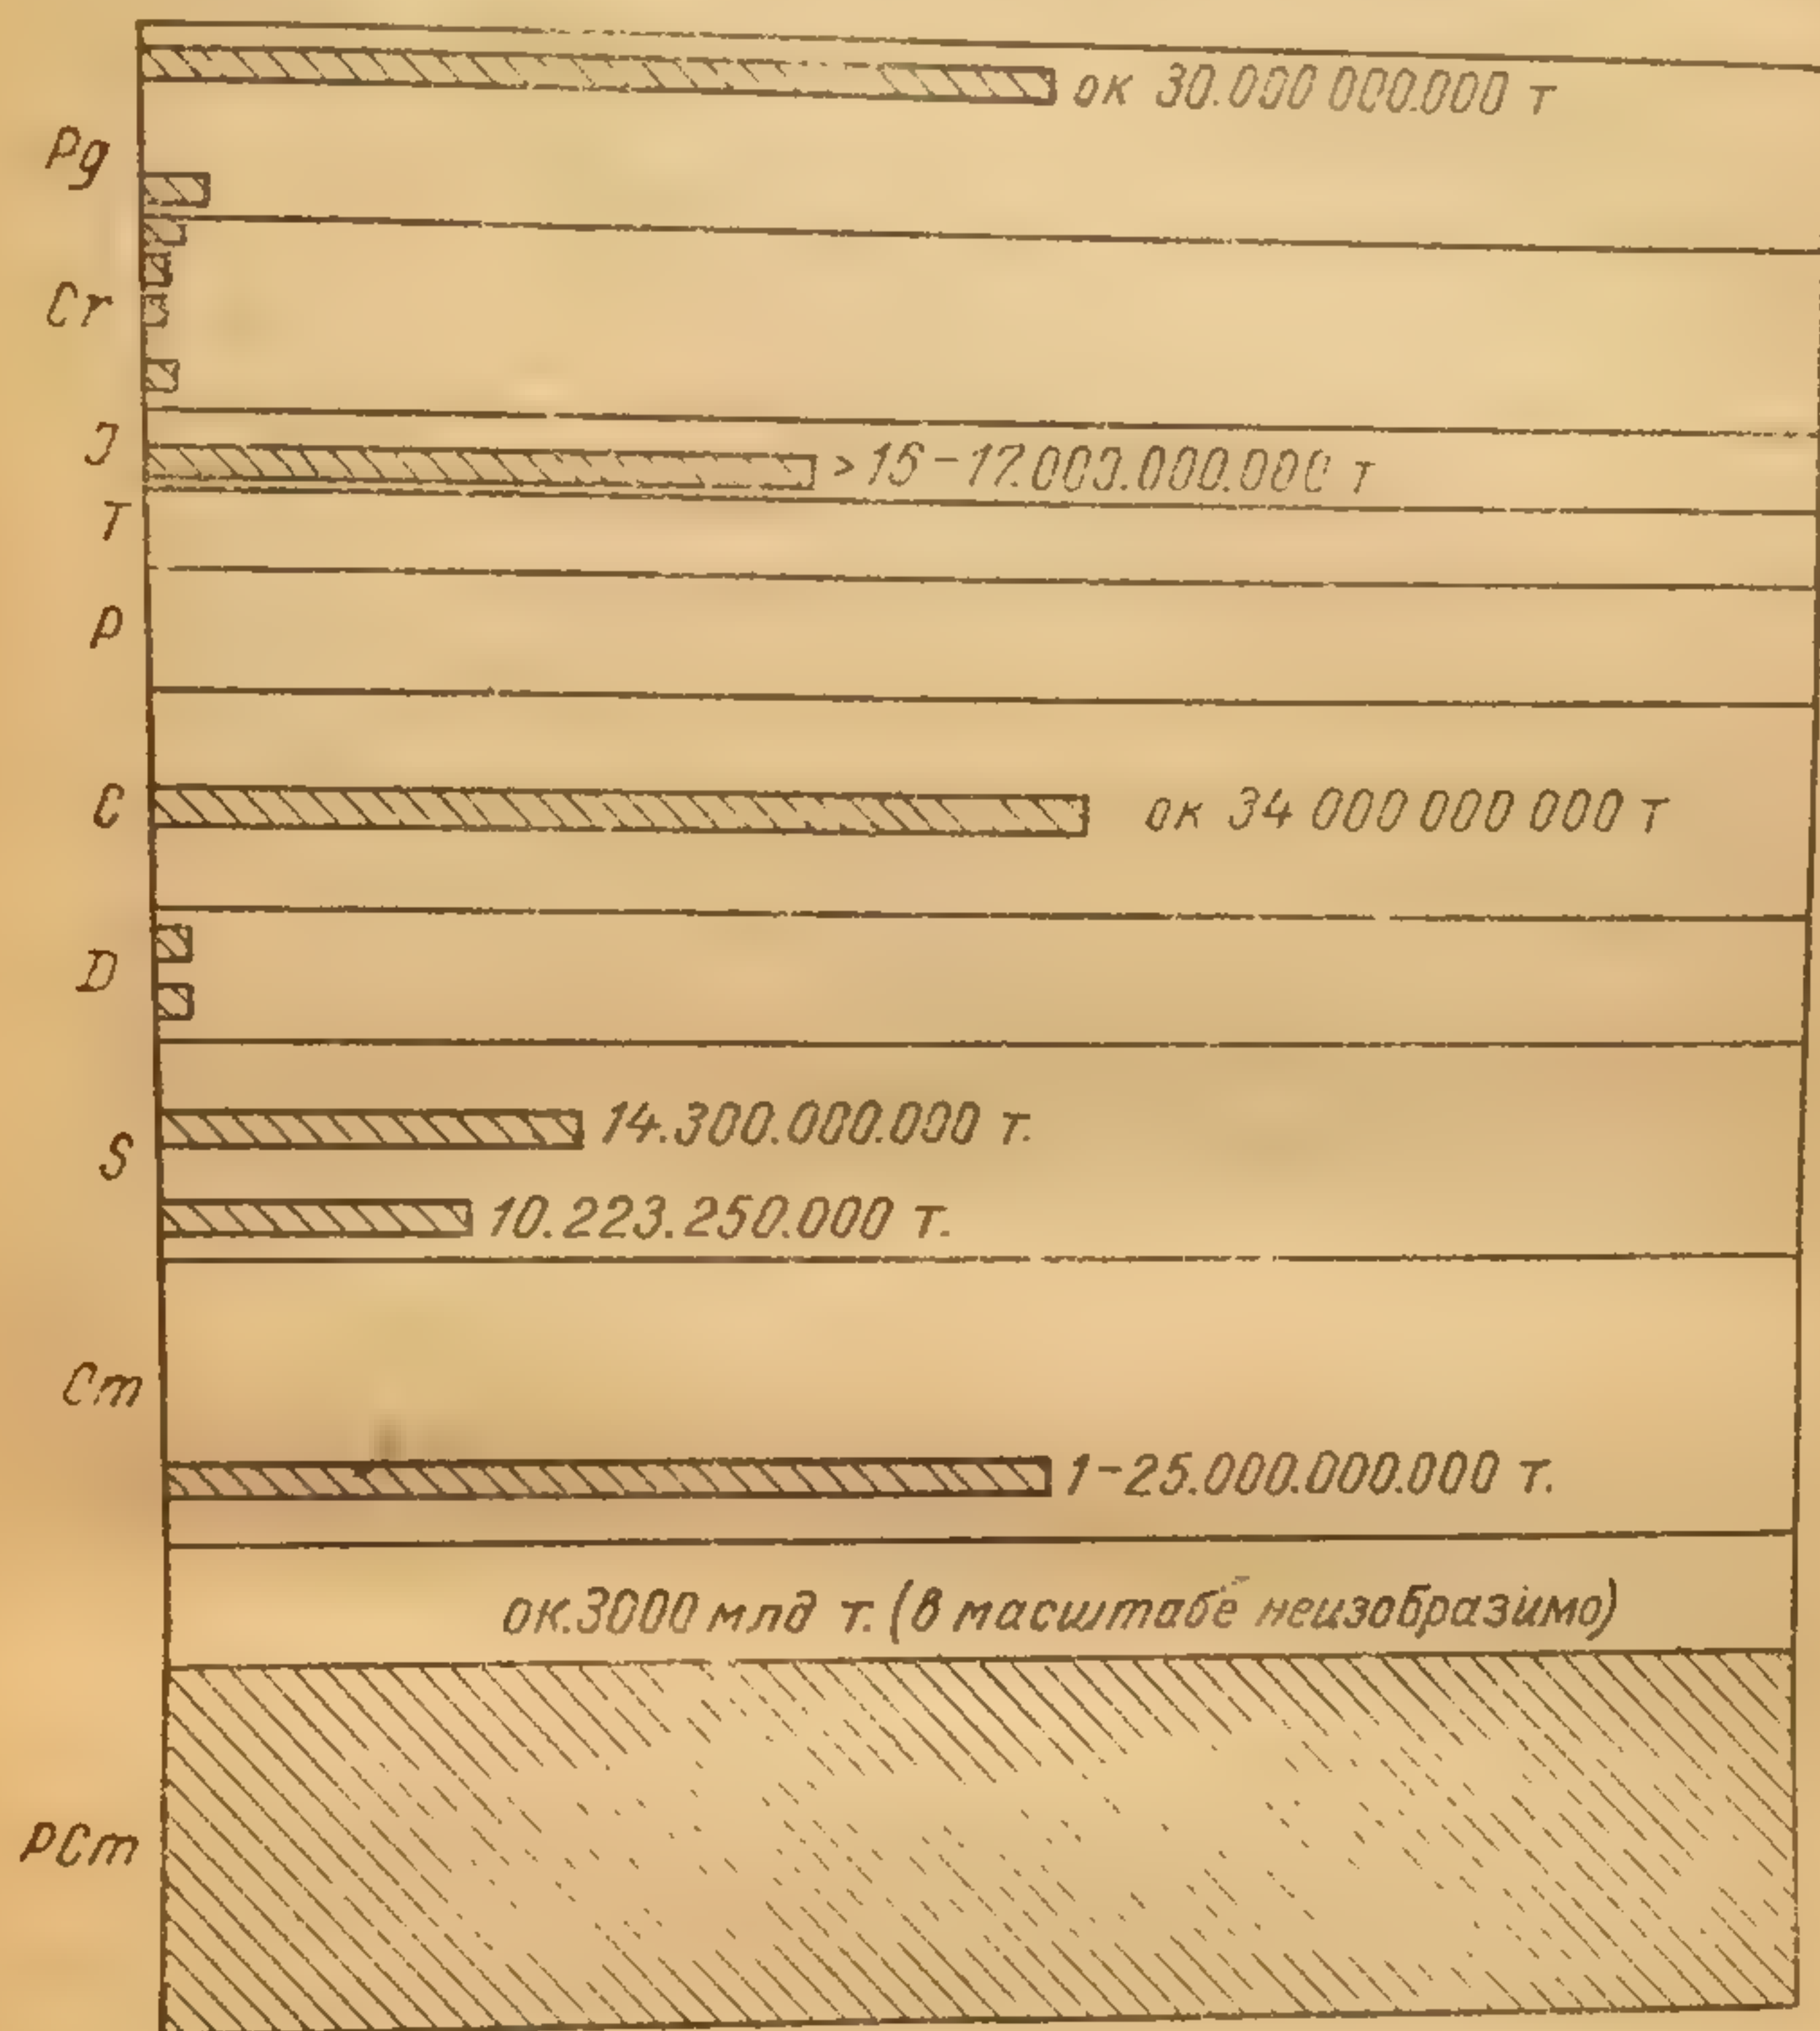 ок 30.000 000.000 т
Pg
Cr
J
>15-17.000.000.000 т
T
P
C
ок 34 000 000 000 т
D
14.300.000.000 т.
S
10.223.250.000 т.
Cm
1-25.000.000.000 т.
ок.3000 млд т. (в масштабе неизобразимо)
PCm